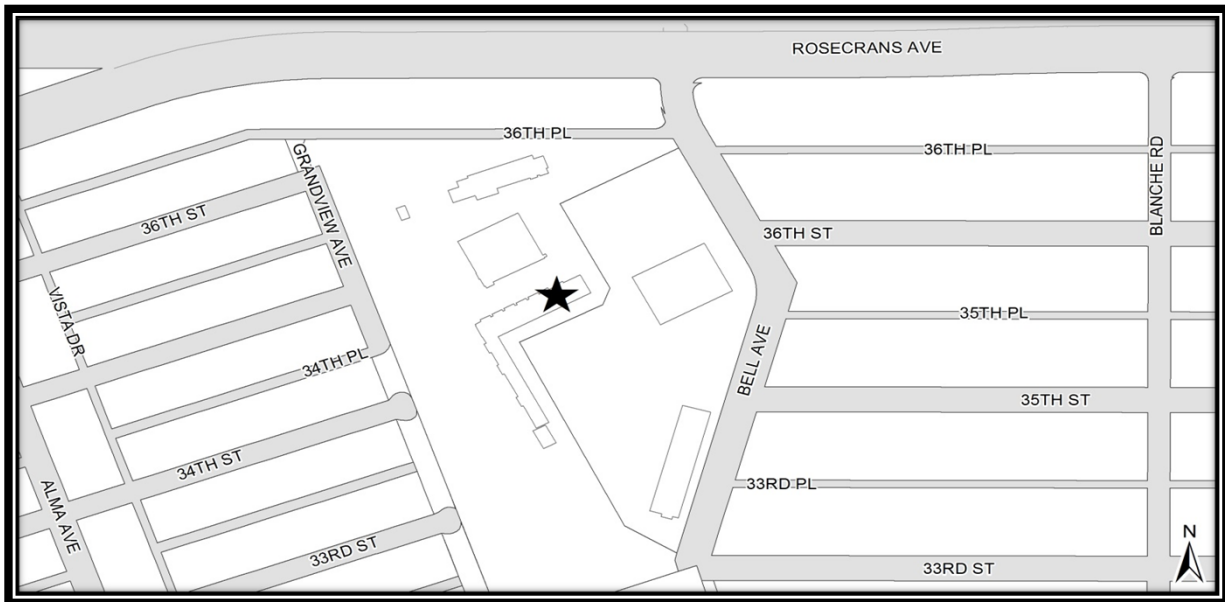 ROSECRANS AVE
36TH PL
36TH PL
BLANCHE RD
GRANDVIEW AVE
36TH ST
36TH ST
VISTA DR
35TH PL
34TH PL
BELL AVE
35TH ST
34TH ST
33RD PL
ALMA AVE
33RD ST
33RD ST
N